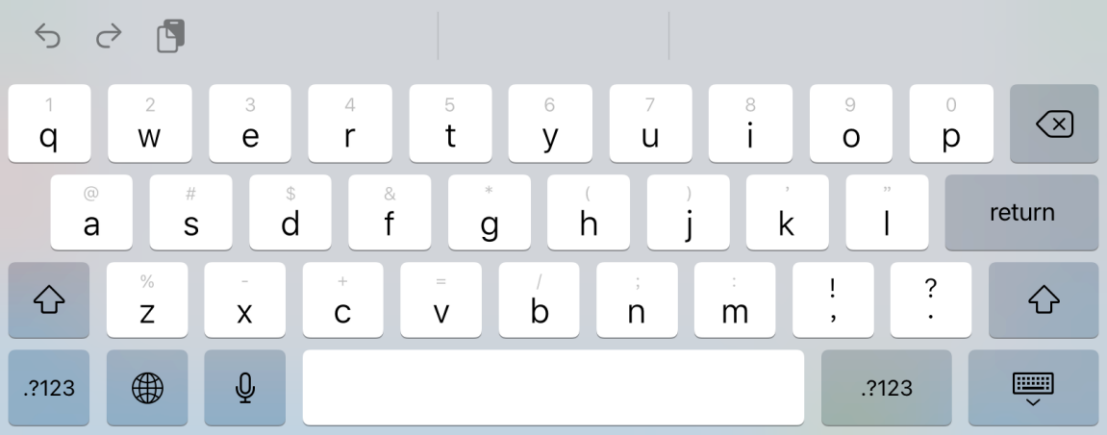 1 2 3 4 5 6 7 8 9 0
q w e r t y u i o p
@ # $ & * ( ) ' "
a s d f g h j k l return
% - + = / ; : ! ?
z x c v b n m , .
.?123 .?123